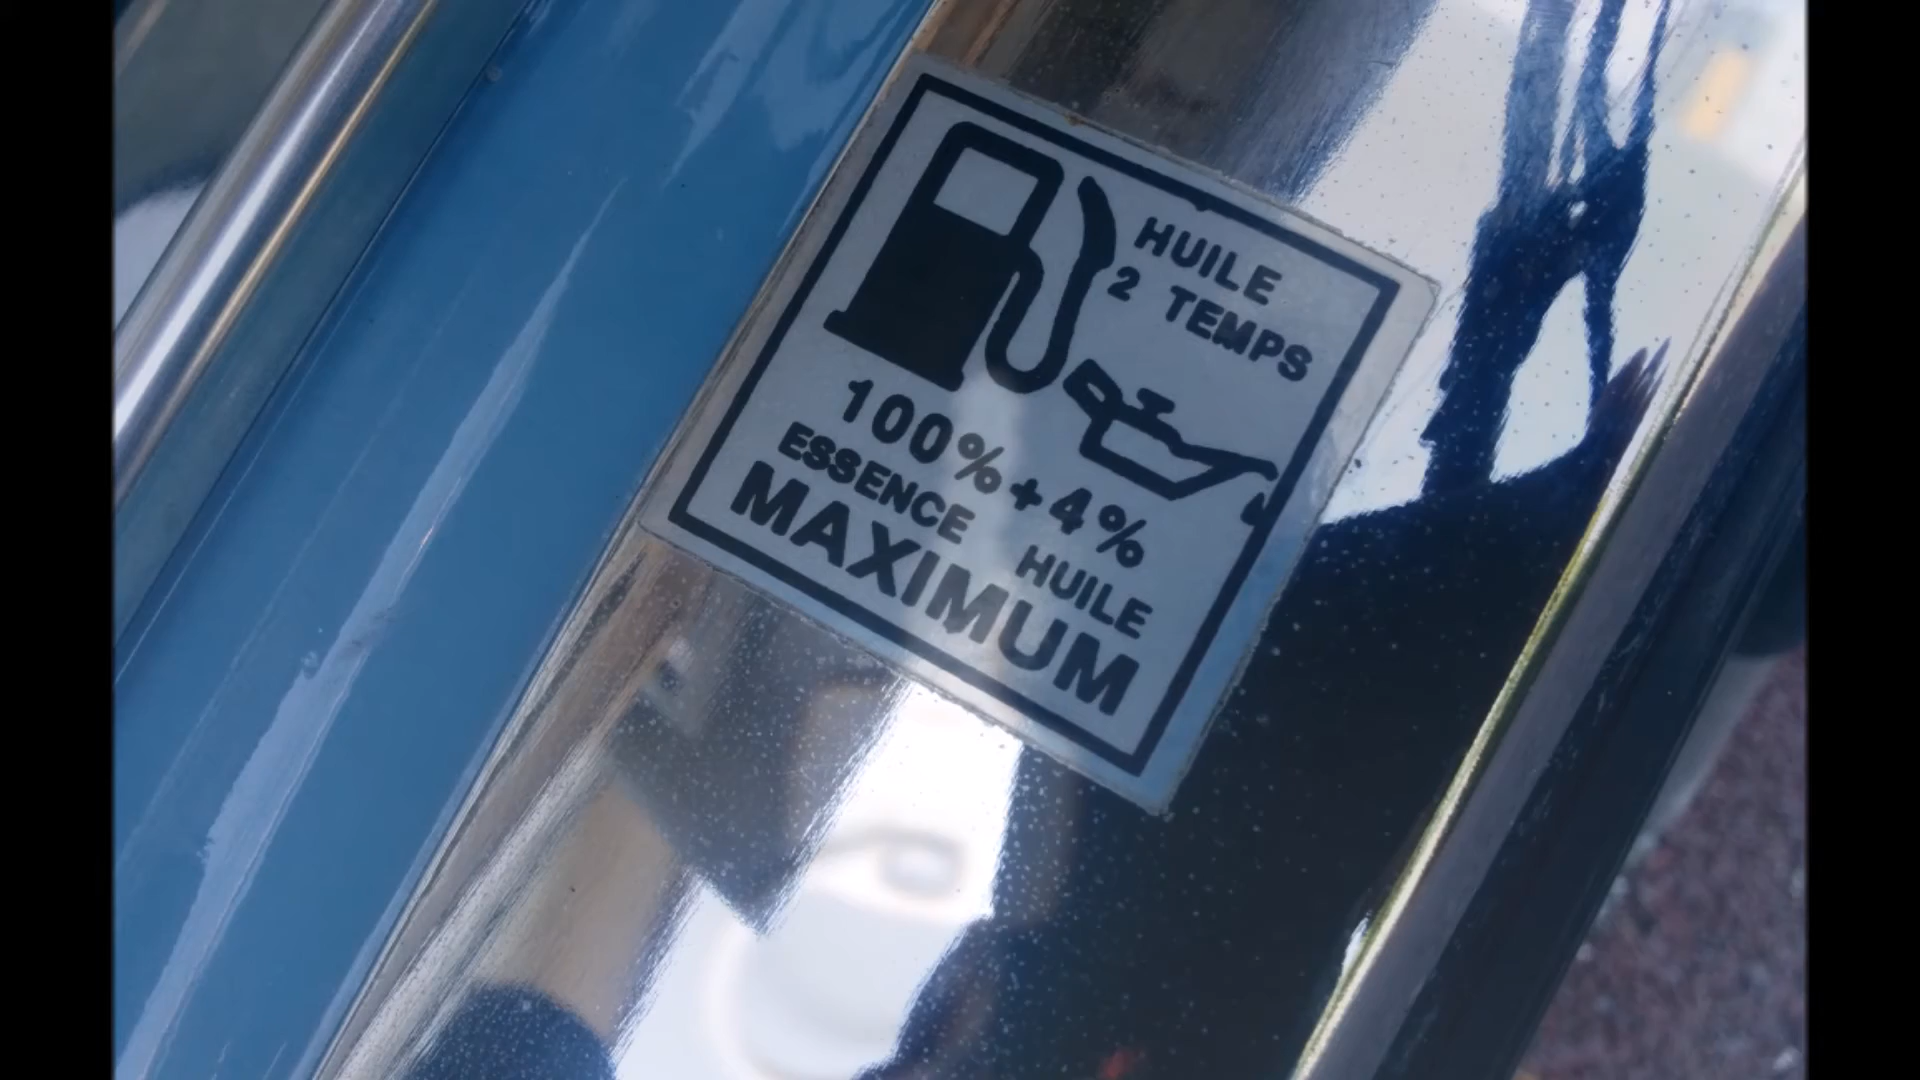 HUILE
2 TEMPS
100%+4%
ESSENCE HUILE
MAXIMUM